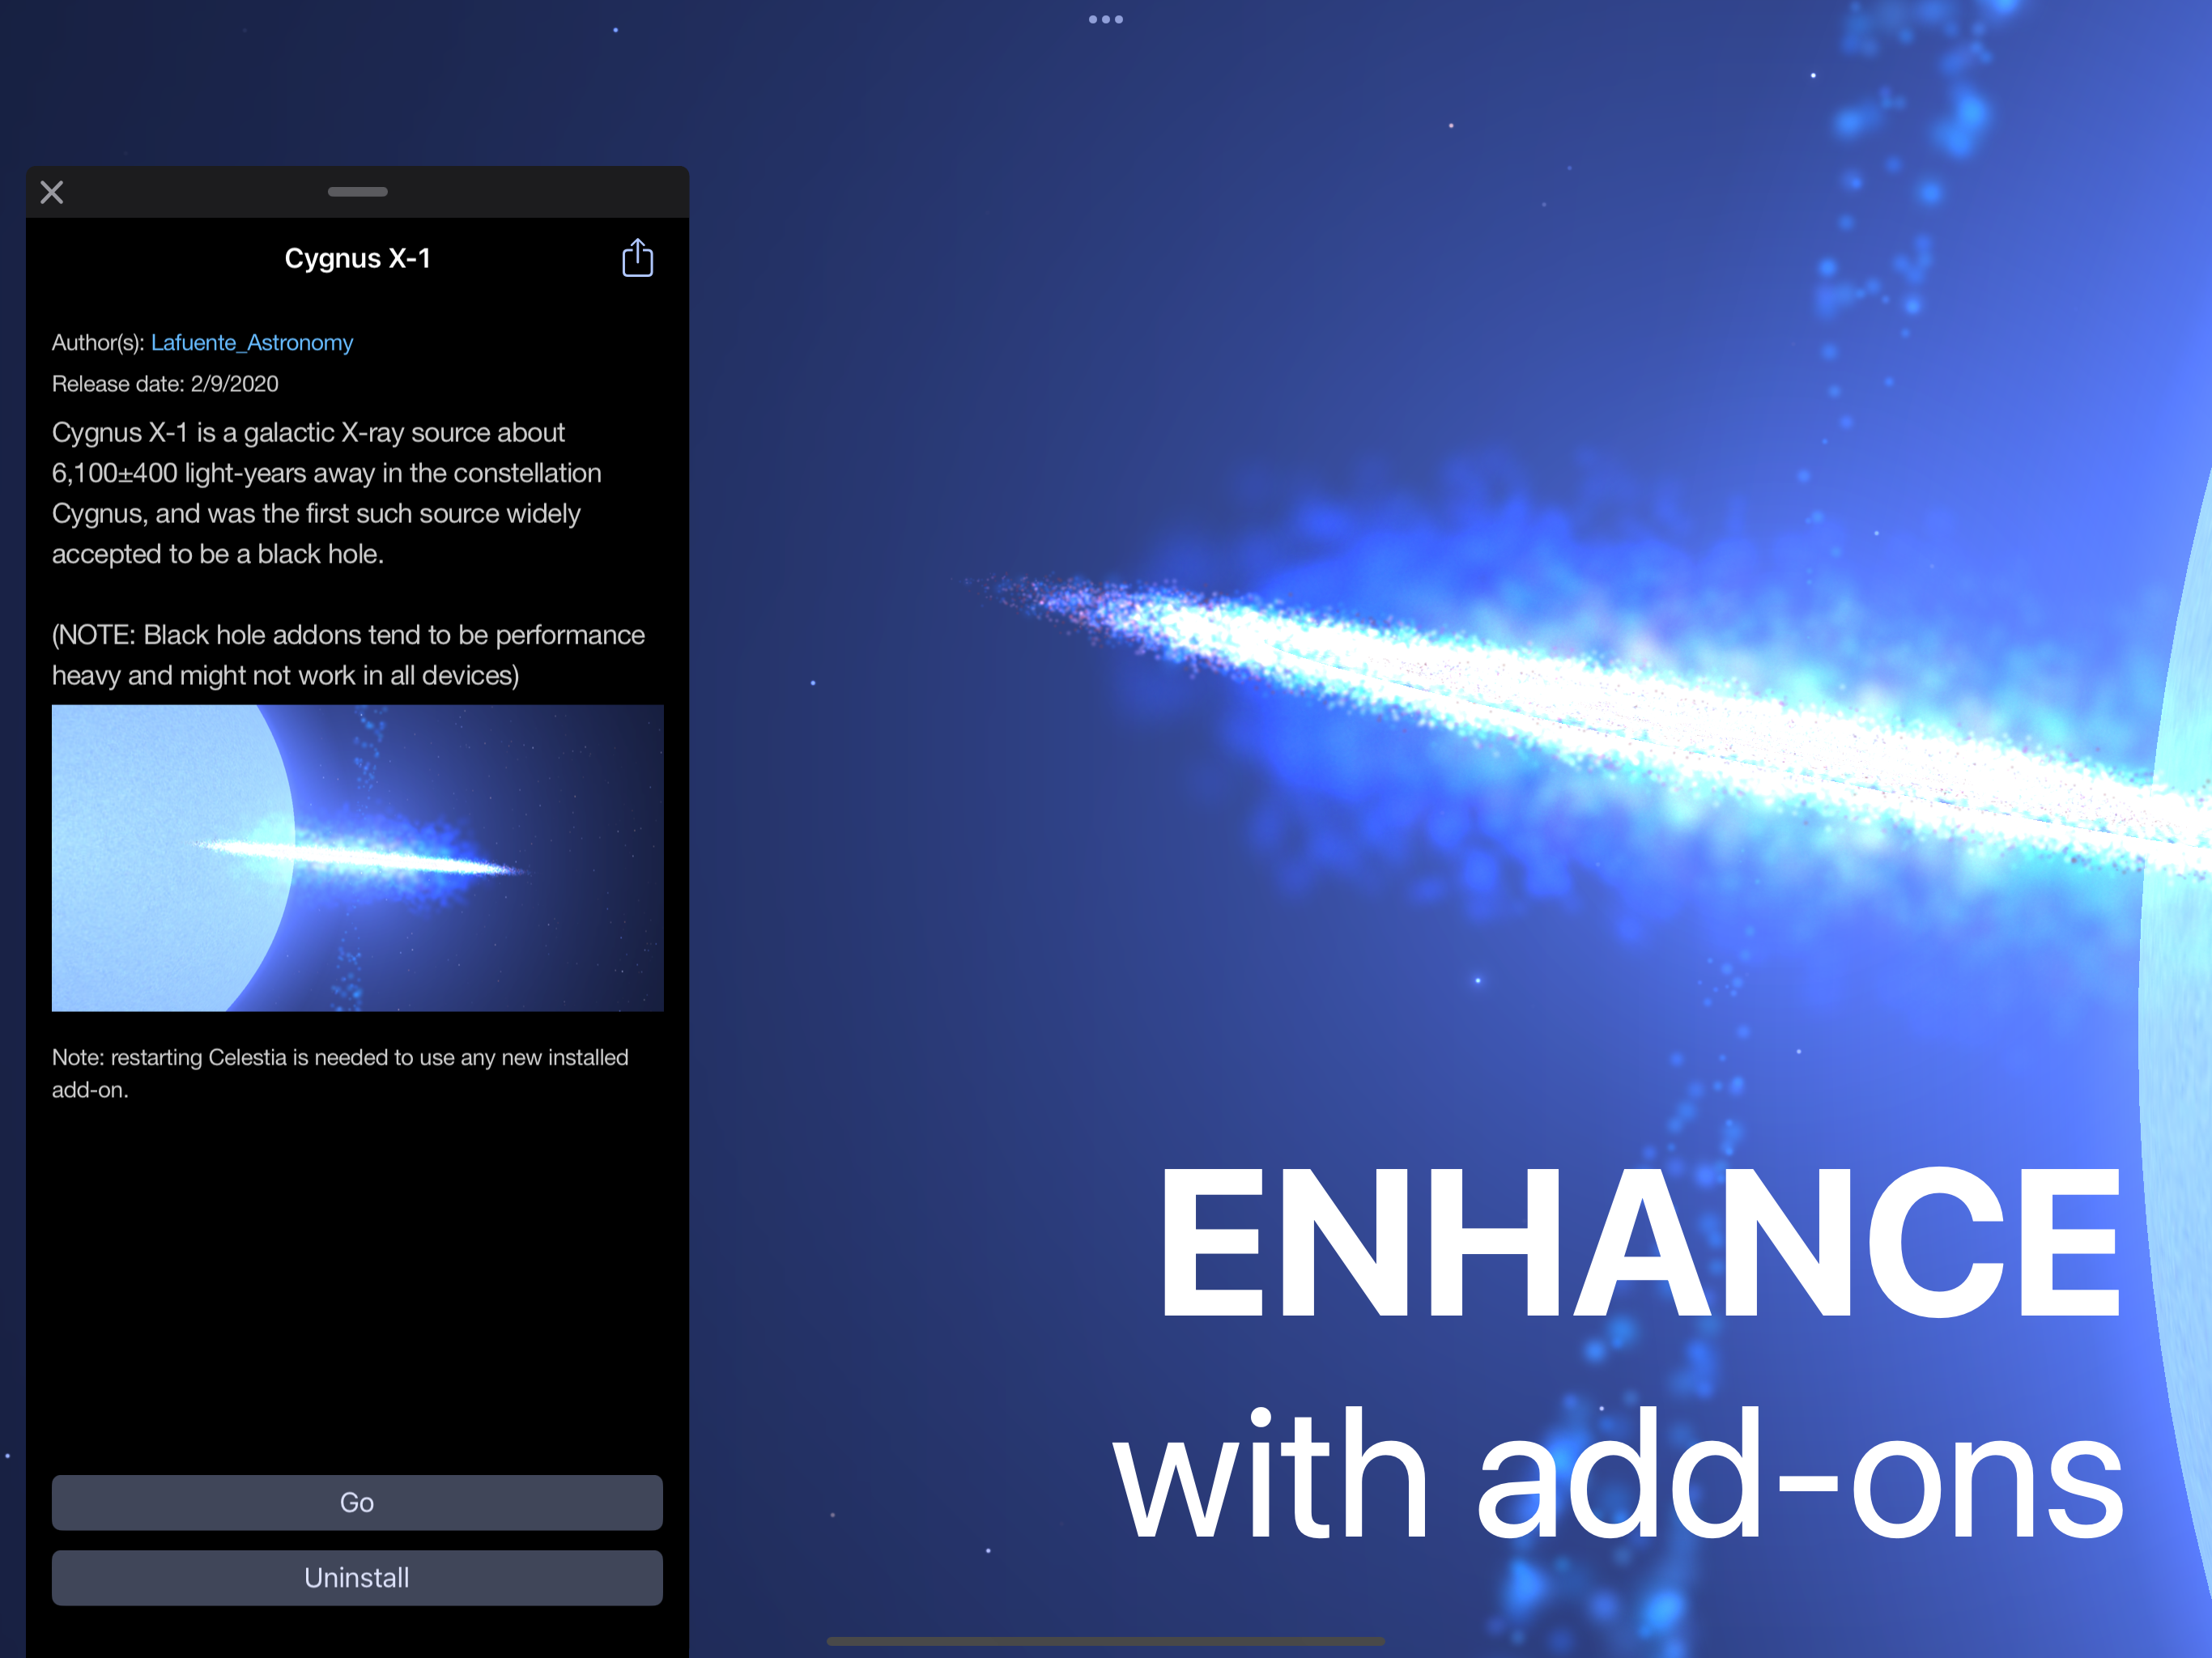 Cygnus X-1
Author(s): Lafuente_Astronomy
Release date: 2/9/2020
Cygnus X-1 is a galactic X-ray source about
6,100±400 light-years away in the constellation
Cygnus, and was the first such source widely
accepted to be a black hole.
(NOTE: Black hole addons tend to be performance
heavy and might not work in all devices)
Note: restarting Celestia is needed to use any new installed
add-on.
Go
Uninstall
ENHANCE
with add-ons